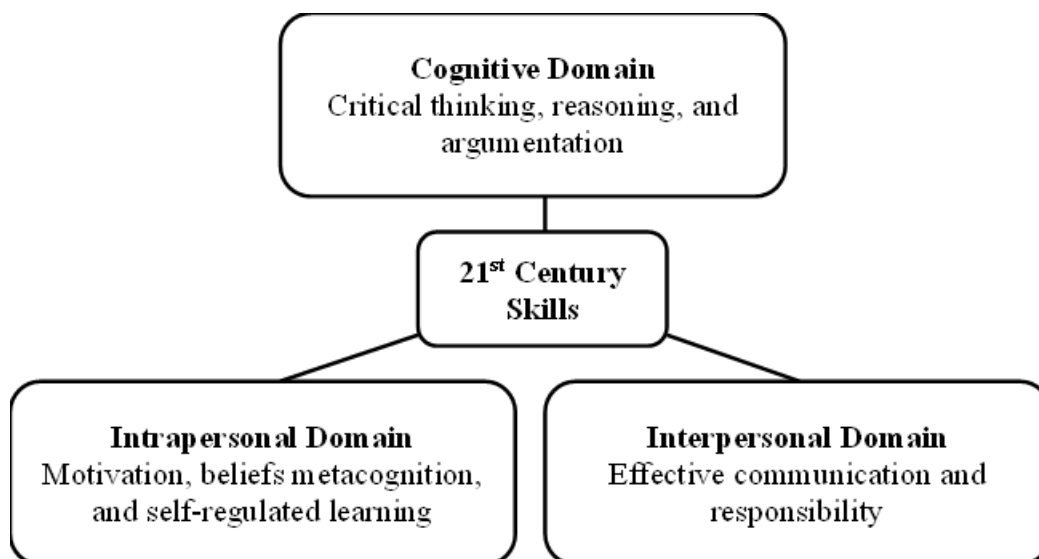 Cognitive Domain
Critical thinking, reasoning, and
argumentation
21st Century
Skills
Intrapersonal Domain
Motivation, beliefs metacognition,
and self-regulated learning
Interpersonal Domain
Effective communication and
responsibility